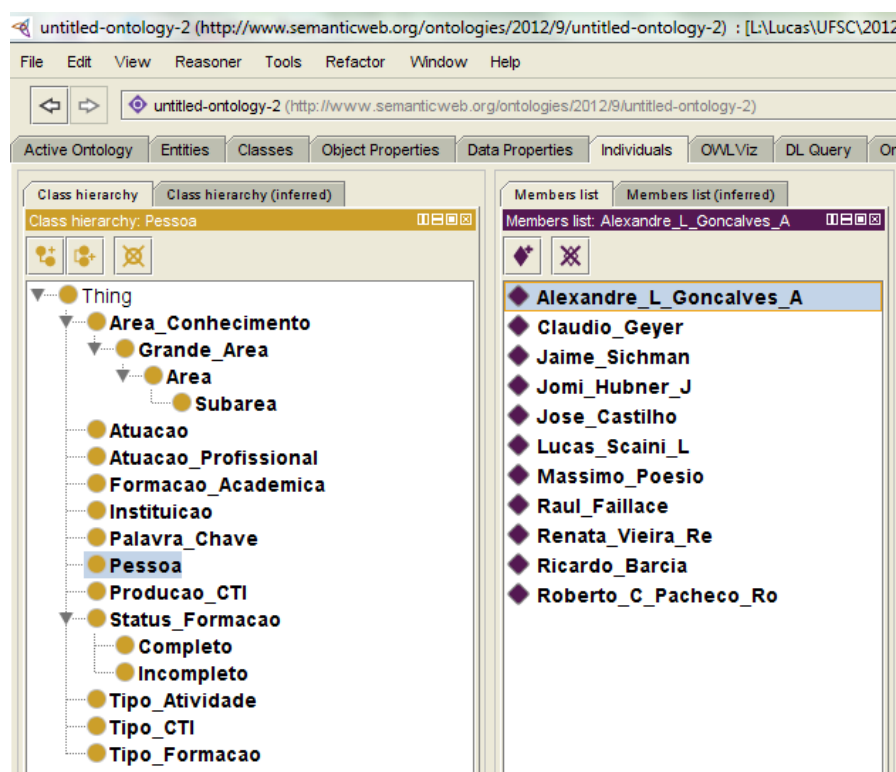 untitled-ontology-2 (http://www.semanticweb.org/ontologies/2012/9/untitled-ontology-2) : [L:\Lucas\UFSC\2012
File Edit View Reasoner Tools Refactor Window Help
untitled-ontology-2 (http://www.semanticweb.org/ontologies/2012/9/untitled-ontology-2)
Active Ontology Entities Classes Object Properties Data Properties Individuals OWLViz DL Query On
Class hierarchy Class hierarchy (inferred)
Class hierarchy: Pessoa
Thing
Area_Conhecimento
Grande_Area
Area
Subarea
Atuacao
Atuacao_Profissional
Formacao_Academica
Instituicao
Palavra_Chave
Pessoa
Producao_CTI
Status_Formacao
Completo
Incompleto
Tipo_Atividade
Tipo_CTI
Tipo_Formacao
Members list Members list (inferred)
Members list: Alexandre_L_Goncalves_A
Alexandre_L_Goncalves_A
Claudio_Geyer
Jaime_Sichman
Jomi_Hubner_J
Jose_Castilho
Lucas_Scaini_L
Massimo_Poesio
Raul_Faillace
Renata_Vieira_Re
Ricardo_Barcia
Roberto_C_Pacheco_Ro